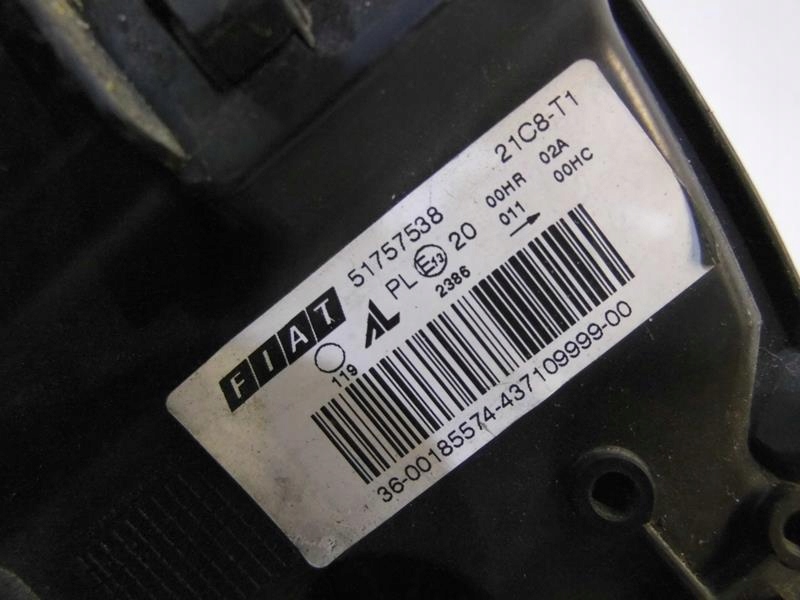 FIAT 51757538 21C8-T1
AL PL E13 20 00HR 02A
119 2386 011 00HC
36-00185574-437109999-00